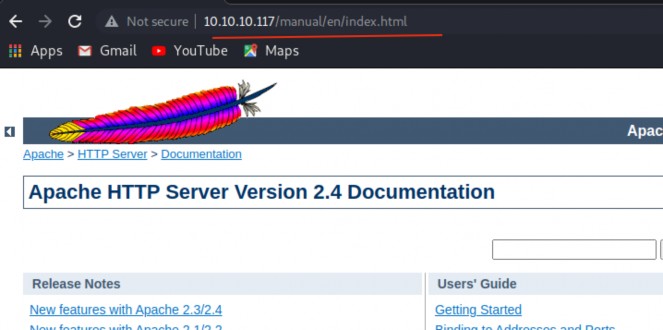 Not secure | 10.10.10.117/manual/en/index.html
Apps Gmail YouTube Maps
Apac
Apache > HTTP Server > Documentation
Apache HTTP Server Version 2.4 Documentation
Release Notes
Users' Guide
New features with Apache 2.3/2.4
Getting Started
New features with Apache 2.1/2.2
Binding to Addresses and Ports